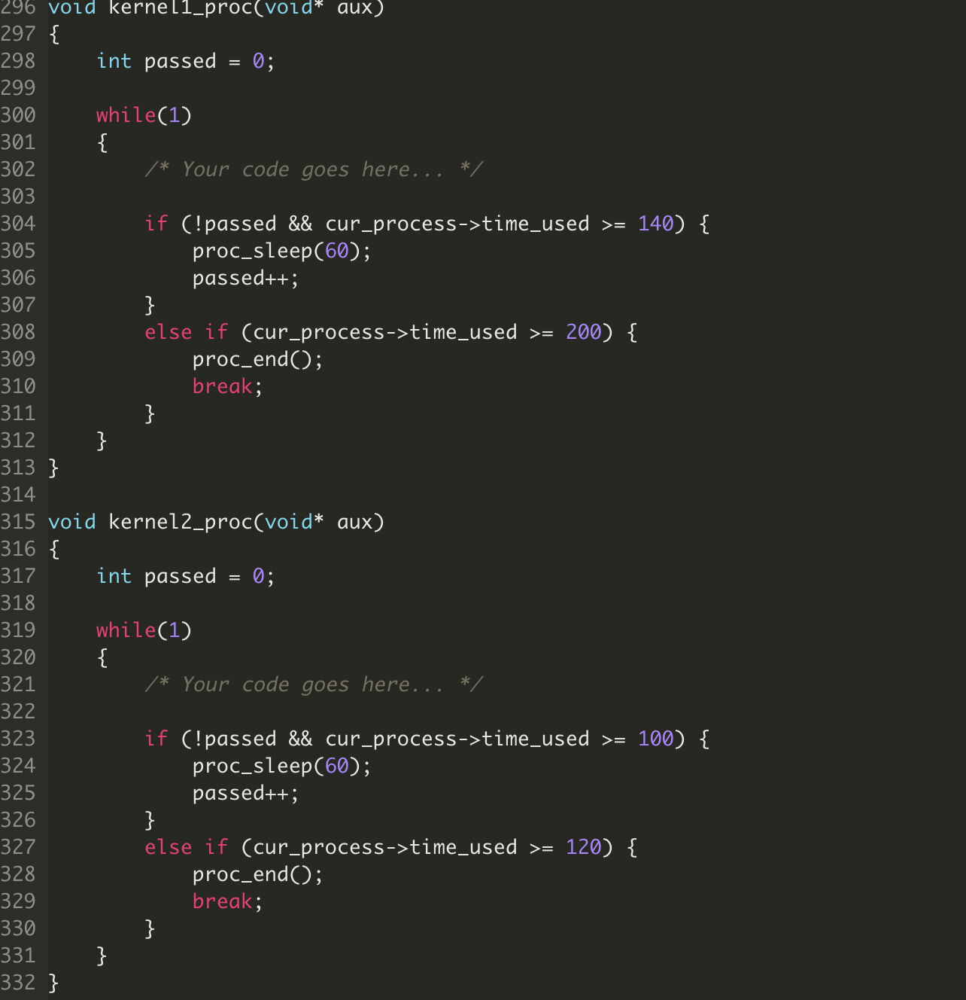 296 void kernel1_proc(void* aux)
297 {
298     int passed = 0;
299
300     while(1)
301     {
302         /* Your code goes here... */
303
304         if (!passed && cur_process->time_used >= 140) {
305             proc_sleep(60);
306             passed++;
307         }
308         else if (cur_process->time_used >= 200) {
309             proc_end();
310             break;
311         }
312     }
313 }
314
315 void kernel2_proc(void* aux)
316 {
317     int passed = 0;
318
319     while(1)
320     {
321         /* Your code goes here... */
322
323         if (!passed && cur_process->time_used >= 100) {
324             proc_sleep(60);
325             passed++;
326         }
327         else if (cur_process->time_used >= 120) {
328             proc_end();
329             break;
330         }
331     }
332 }